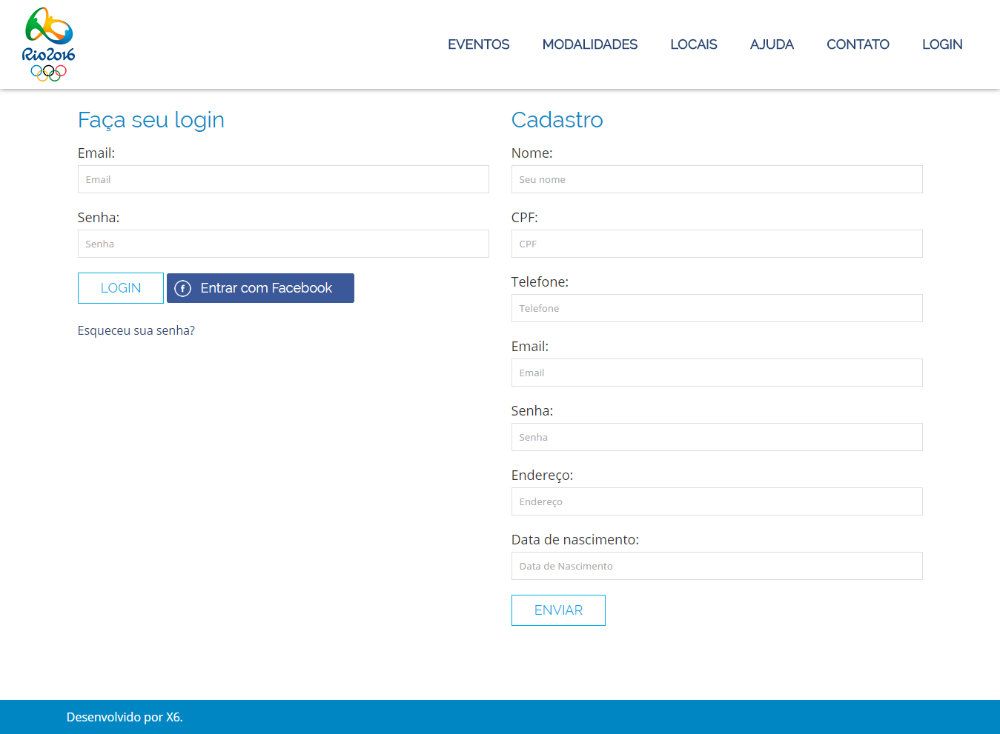 Rio2016
EVENTOS MODALIDADES LOCAIS AJUDA CONTATO LOGIN
Faça seu login
Email:
Email
Senha:
Senha
LOGIN
Entrar com Facebook
Esqueceu sua senha?
Cadastro
Nome:
Seu nome
CPF:
CPF
Telefone:
Telefone
Email:
Email
Senha:
Senha
Endereço:
Endereço
Data de nascimento:
Data de Nascimento
ENVIAR
Desenvolvido por X6.